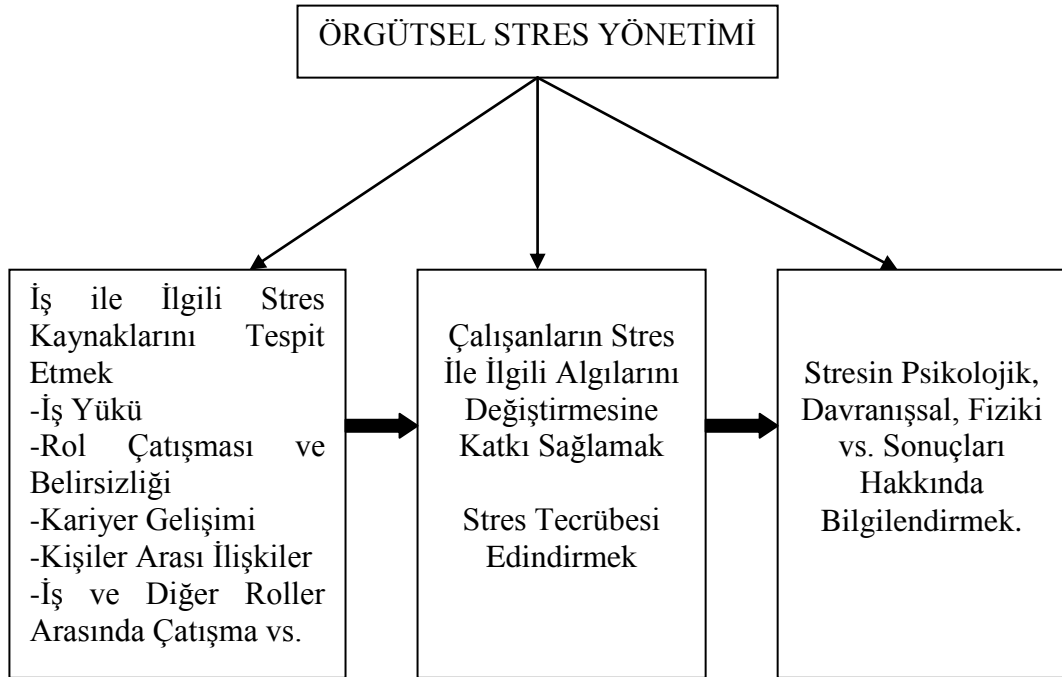 ÖRGÜTSEL STRES YÖNETİMİ
İş ile İlgili Stres
Kaynaklarını Tespit
Etmek
-İş Yükü
-Rol Çatışması ve
Belirsizliği
-Kariyer Gelişimi
-Kişiler Arası İlişkiler
-İş ve Diğer Roller
Arasında Çatışma vs.
Çalışanların Stres
İle İlgili Algılarını
Değiştirmesine
Katkı Sağlamak
Stres Tecrübesi
Edindirmek
Stresin Psikolojik,
Davranışsal, Fiziki
vs. Sonuçları
Hakkında
Bilgilendirmek.